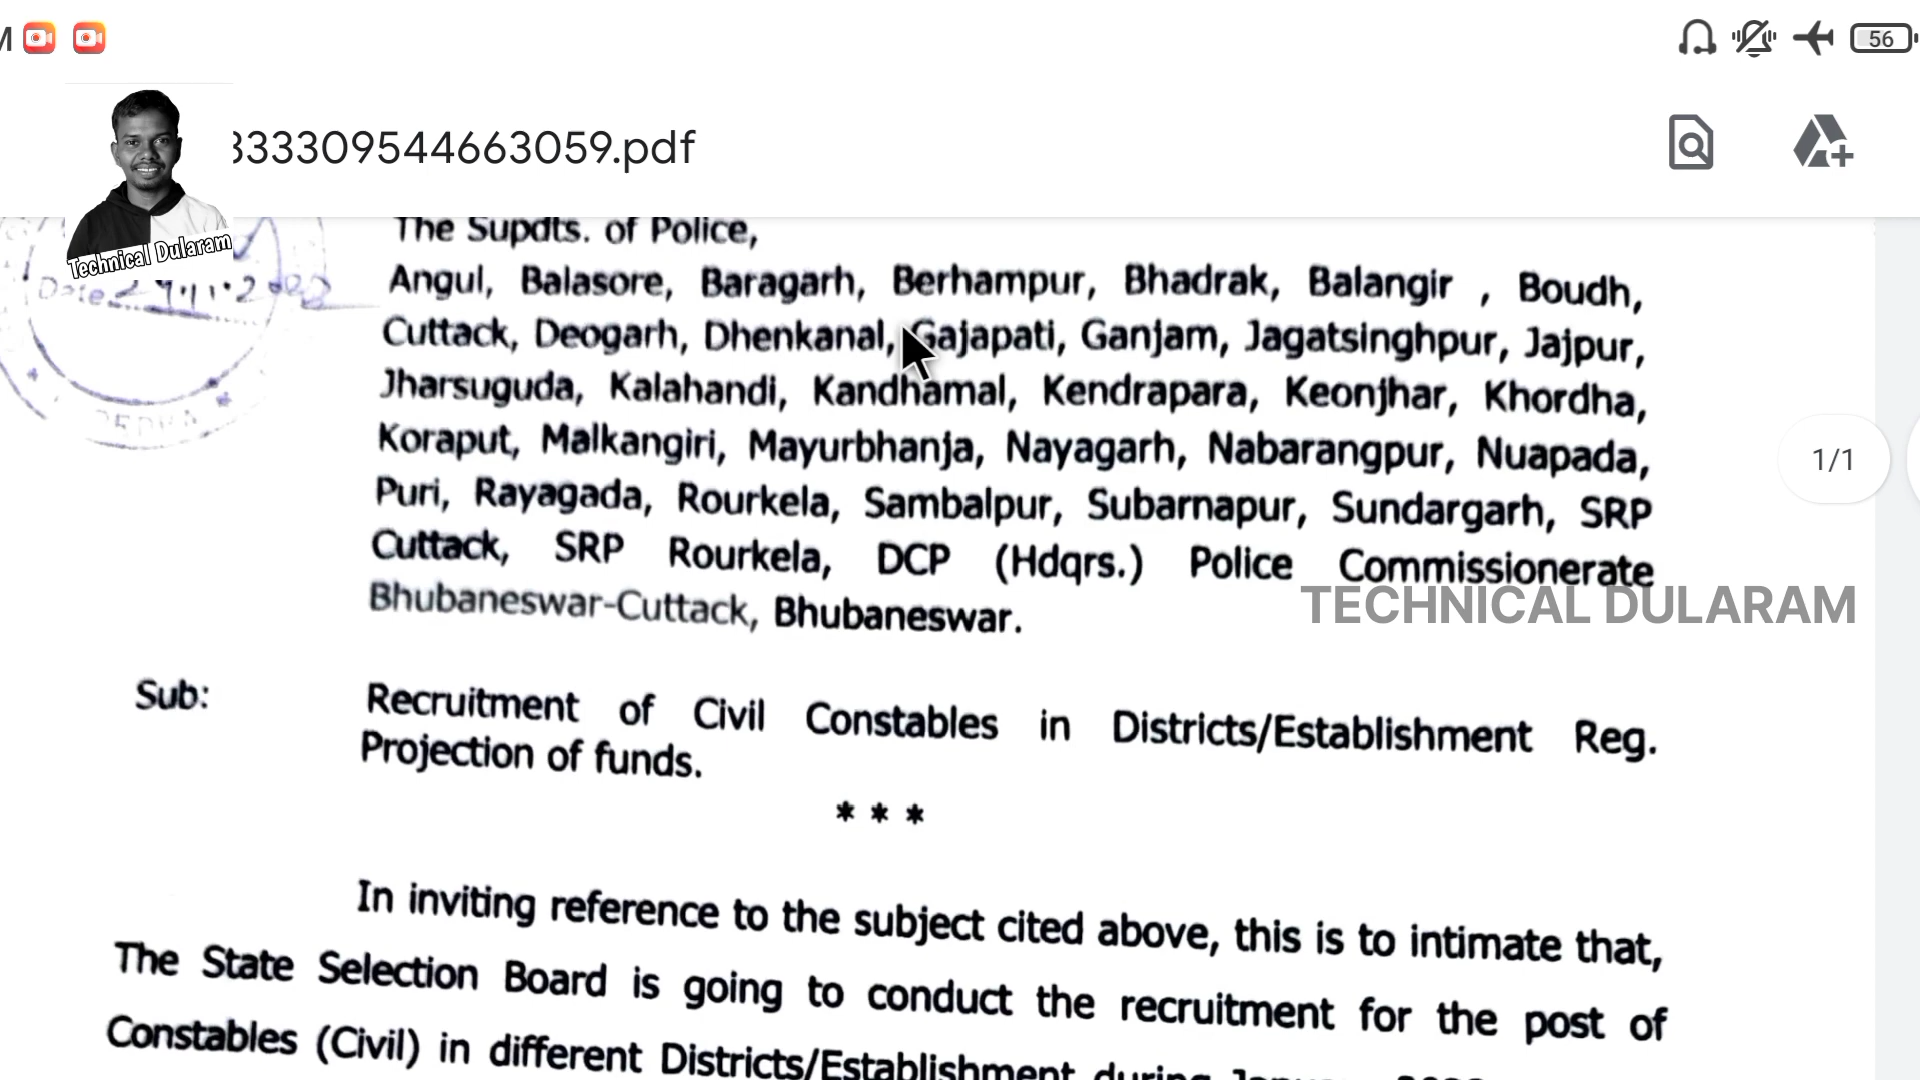 56
333309544663059.pdf
Technical Dularam
The Supdts. of Police,
Angul, Balasore, Baragarh, Berhampur, Bhadrak, Balangir , Boudh,
Cuttack, Deogarh, Dhenkanal, Gajapati, Ganjam, Jagatsinghpur, Jajpur,
Jharsuguda, Kalahandi, Kandhamal, Kendrapara, Keonjhar, Khordha,
Koraput, Malkangiri, Mayurbhanja, Nayagarh, Nabarangpur, Nuapada,
1/1
Puri, Rayagada, Rourkela, Sambalpur, Subarnapur, Sundargarh, SRP
Cuttack, SRP Rourkela, DCP (Hdqrs.) Police Commissionerate
Bhubaneswar-Cuttack, Bhubaneswar.
TECHNICAL DULARAM
Sub:
Recruitment of Civil Constables in Districts/Establishment Reg.
Projection of funds.
* * *
In inviting reference to the subject cited above, this is to intimate that,
The State Selection Board is going to conduct the recruitment for the post of
Constables (Civil) in different Districts/Establishment during